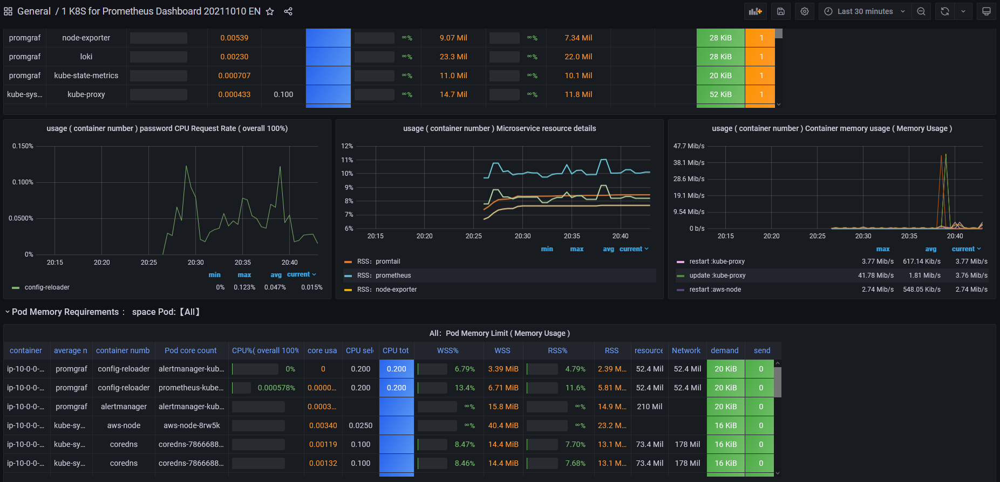 General / 1 K8S for Prometheus Dashboard 20211010 EN
Last 30 minutes
promgraf node-exporter 0.00539 ∞% 9.07 Mil ∞% 7.34 Mil 28 KiB 1
promgraf loki 0.00230 ∞% 23.3 Mil ∞% 22.0 Mil 28 KiB 1
promgraf kube-state-metrics 0.000707 ∞% 11.0 Mil ∞% 10.1 Mil 20 KiB 1
kube-sys... kube-proxy 0.000433 0.100 ∞% 14.7 Mil ∞% 11.8 Mil 52 KiB 1
usage ( container number ) password CPU Request Rate ( overall 100%)
0.150%
0.100%
0.0500%
0%
20:15 20:20 20:25 20:30 20:35 20:40
min max avg current
config-reloader 0% 0.123% 0.047% 0.015%
usage ( container number ) Microservice resource details
12%
11%
10%
9%
8%
7%
6%
20:15 20:20 20:25 20:30 20:35 20:40
min max avg current
RSS：promtail
RSS：prometheus
RSS：node-exporter
usage ( container number ) Container memory usage ( Memory Usage )
47.7 Mib/s
38.1 Mib/s
28.6 Mib/s
19.1 Mib/s
9.54 Mib/s
0 b/s
20:15 20:20 20:25 20:30 20:35 20:40
max avg current
restart :kube-proxy 3.77 Mib/s 617.14 Kib/s 3.77 Mib/s
update :kube-proxy 41.78 Mib/s 1.81 Mib/s 3.76 Mib/s
restart :aws-node 2.74 Mib/s 548.05 Kib/s 2.74 Mib/s
Pod Memory Requirements： space Pod:【All】
All：Pod Memory Limit ( Memory Usage )
container average n container numb Pod core count CPU%( overall 100% core usa CPU sel CPU tot WSS% WSS RSS% RSS resource Network demand send
ip-10-0-0-... promgraf config-reloader alertmanager-kub... 0% 0 0.200 0.200 6.79% 3.39 MiB 4.79% 2.39 M... 52.4 Mil 52.4 Mil 20 KiB 0
ip-10-0-0-... promgraf config-reloader prometheus-kube... 0.000578% 0.0000... 0.200 0.200 13.4% 6.71 MiB 11.6% 5.81 M... 52.4 Mil 52.4 Mil 20 KiB 0
ip-10-0-0-... promgraf alertmanager alertmanager-kub... 0.0003... ∞% 15.8 MiB ∞% 14.9 M... 210 Mil 20 KiB 0
ip-10-0-0-... kube-sy... aws-node aws-node-8rw5k 0.00340 0.0250 ∞% 40.4 MiB ∞% 23.2 M... 16 KiB 0
ip-10-0-0-... kube-sy... coredns coredns-7866688... 0.00119 0.100 8.47% 14.4 MiB 7.70% 13.1 M... 73.4 Mil 178 Mil 16 KiB 0
ip-10-0-0-... kube-sy... coredns coredns-7866688... 0.00132 0.100 8.46% 14.4 MiB 7.68% 13.1 M... 73.4 Mil 178 Mil 16 KiB 0